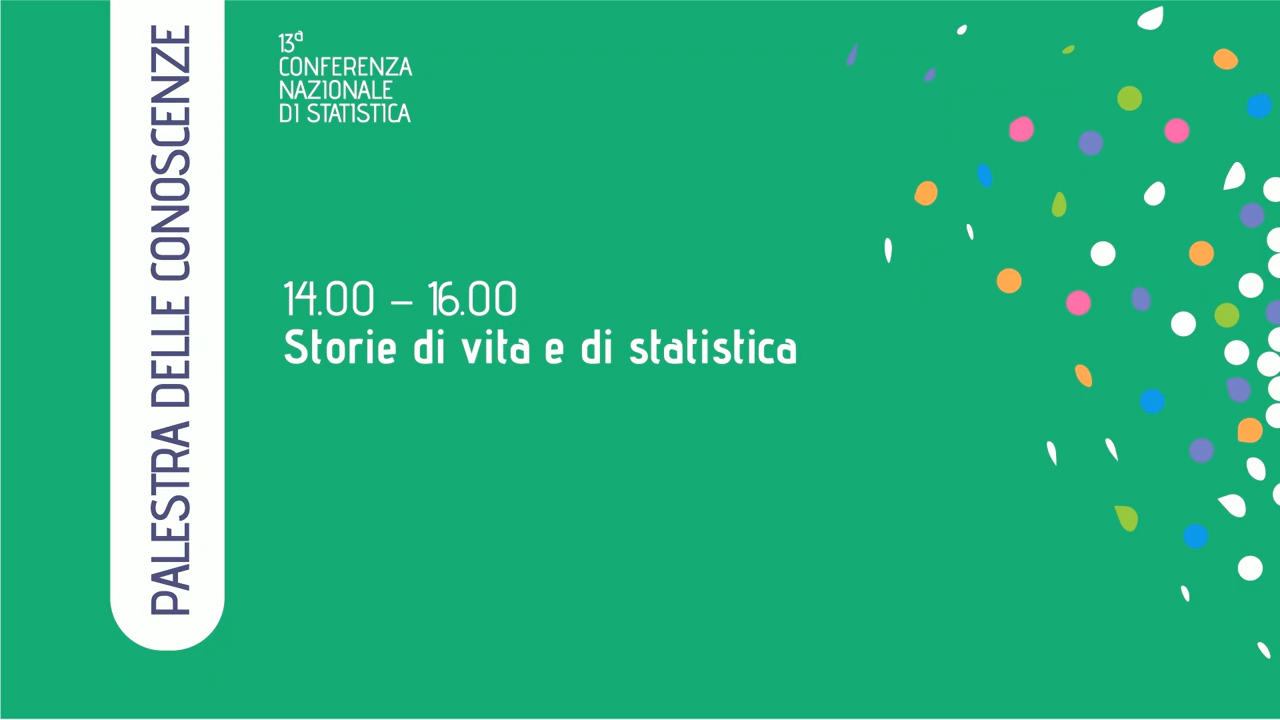 PALESTRA DELLE CONOSCENZE
13ª
CONFERENZA
NAZIONALE
DI STATISTICA
14.00 – 16.00
Storie di vita e di statistica